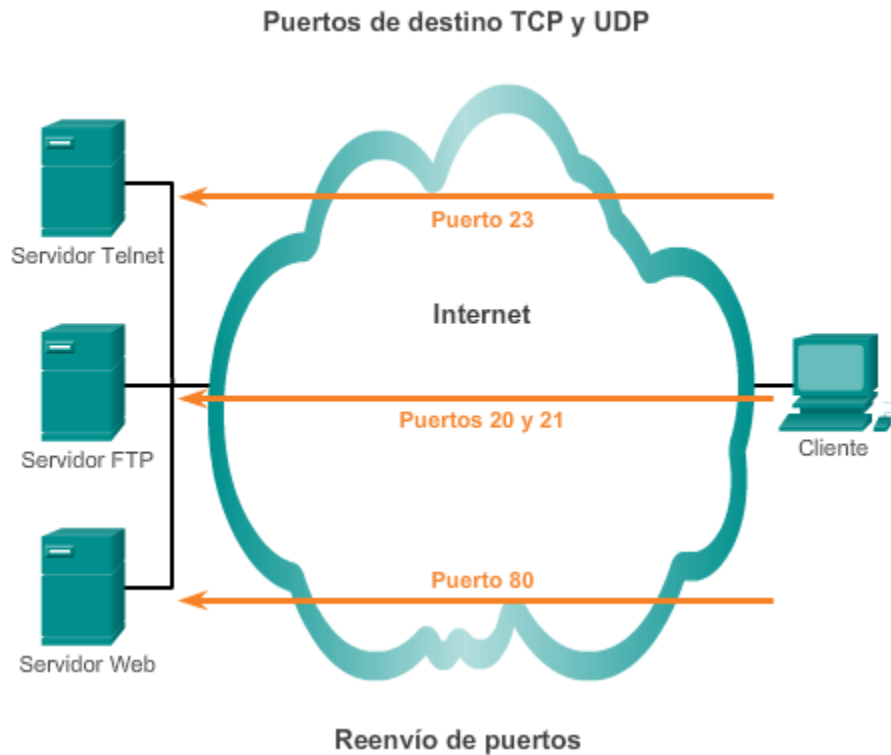 Puertos de destino TCP y UDP
Puerto 23
Servidor Telnet
Internet
Puertos 20 y 21
Servidor FTP
Cliente
Puerto 80
Servidor Web
Reenvío de puertos